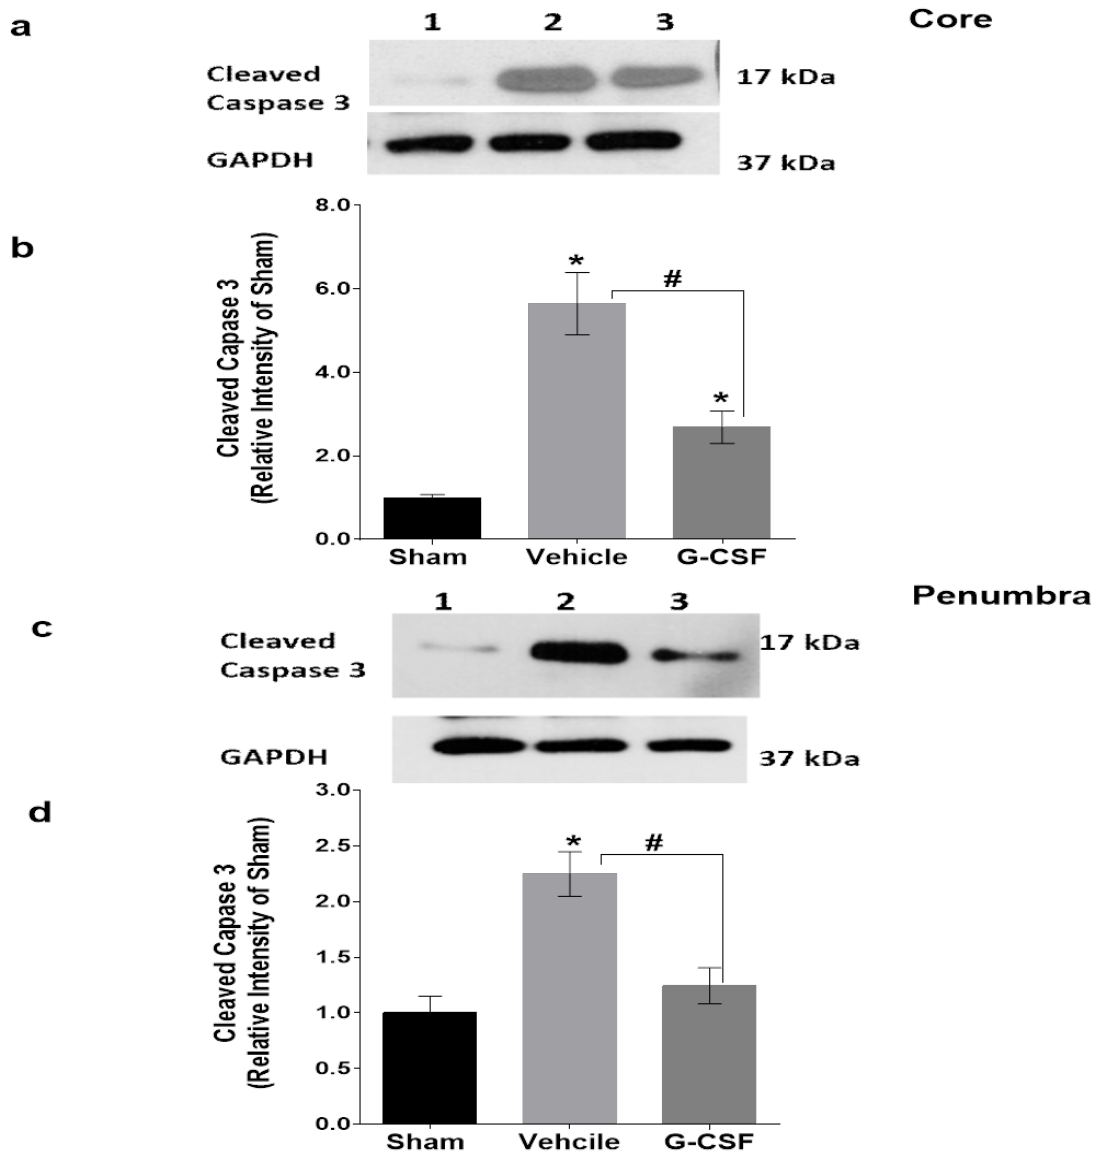 a
1 2 3
Core
Cleaved
Caspase 3
17 kDa
GAPDH
37 kDa
b
Cleaved Capase 3
(Relative Intensity of Sham)
8.0
6.0
4.0
2.0
0.0
*
#
*
Sham Vehicle G-CSF
Penumbra
c
1 2 3
Cleaved
Caspase 3
17 kDa
GAPDH
37 kDa
d
Cleaved Capase 3
(Relative Intensity of Sham)
3.0
2.5
2.0
1.5
1.0
0.5
0.0
*
#
Sham Vehcile G-CSF